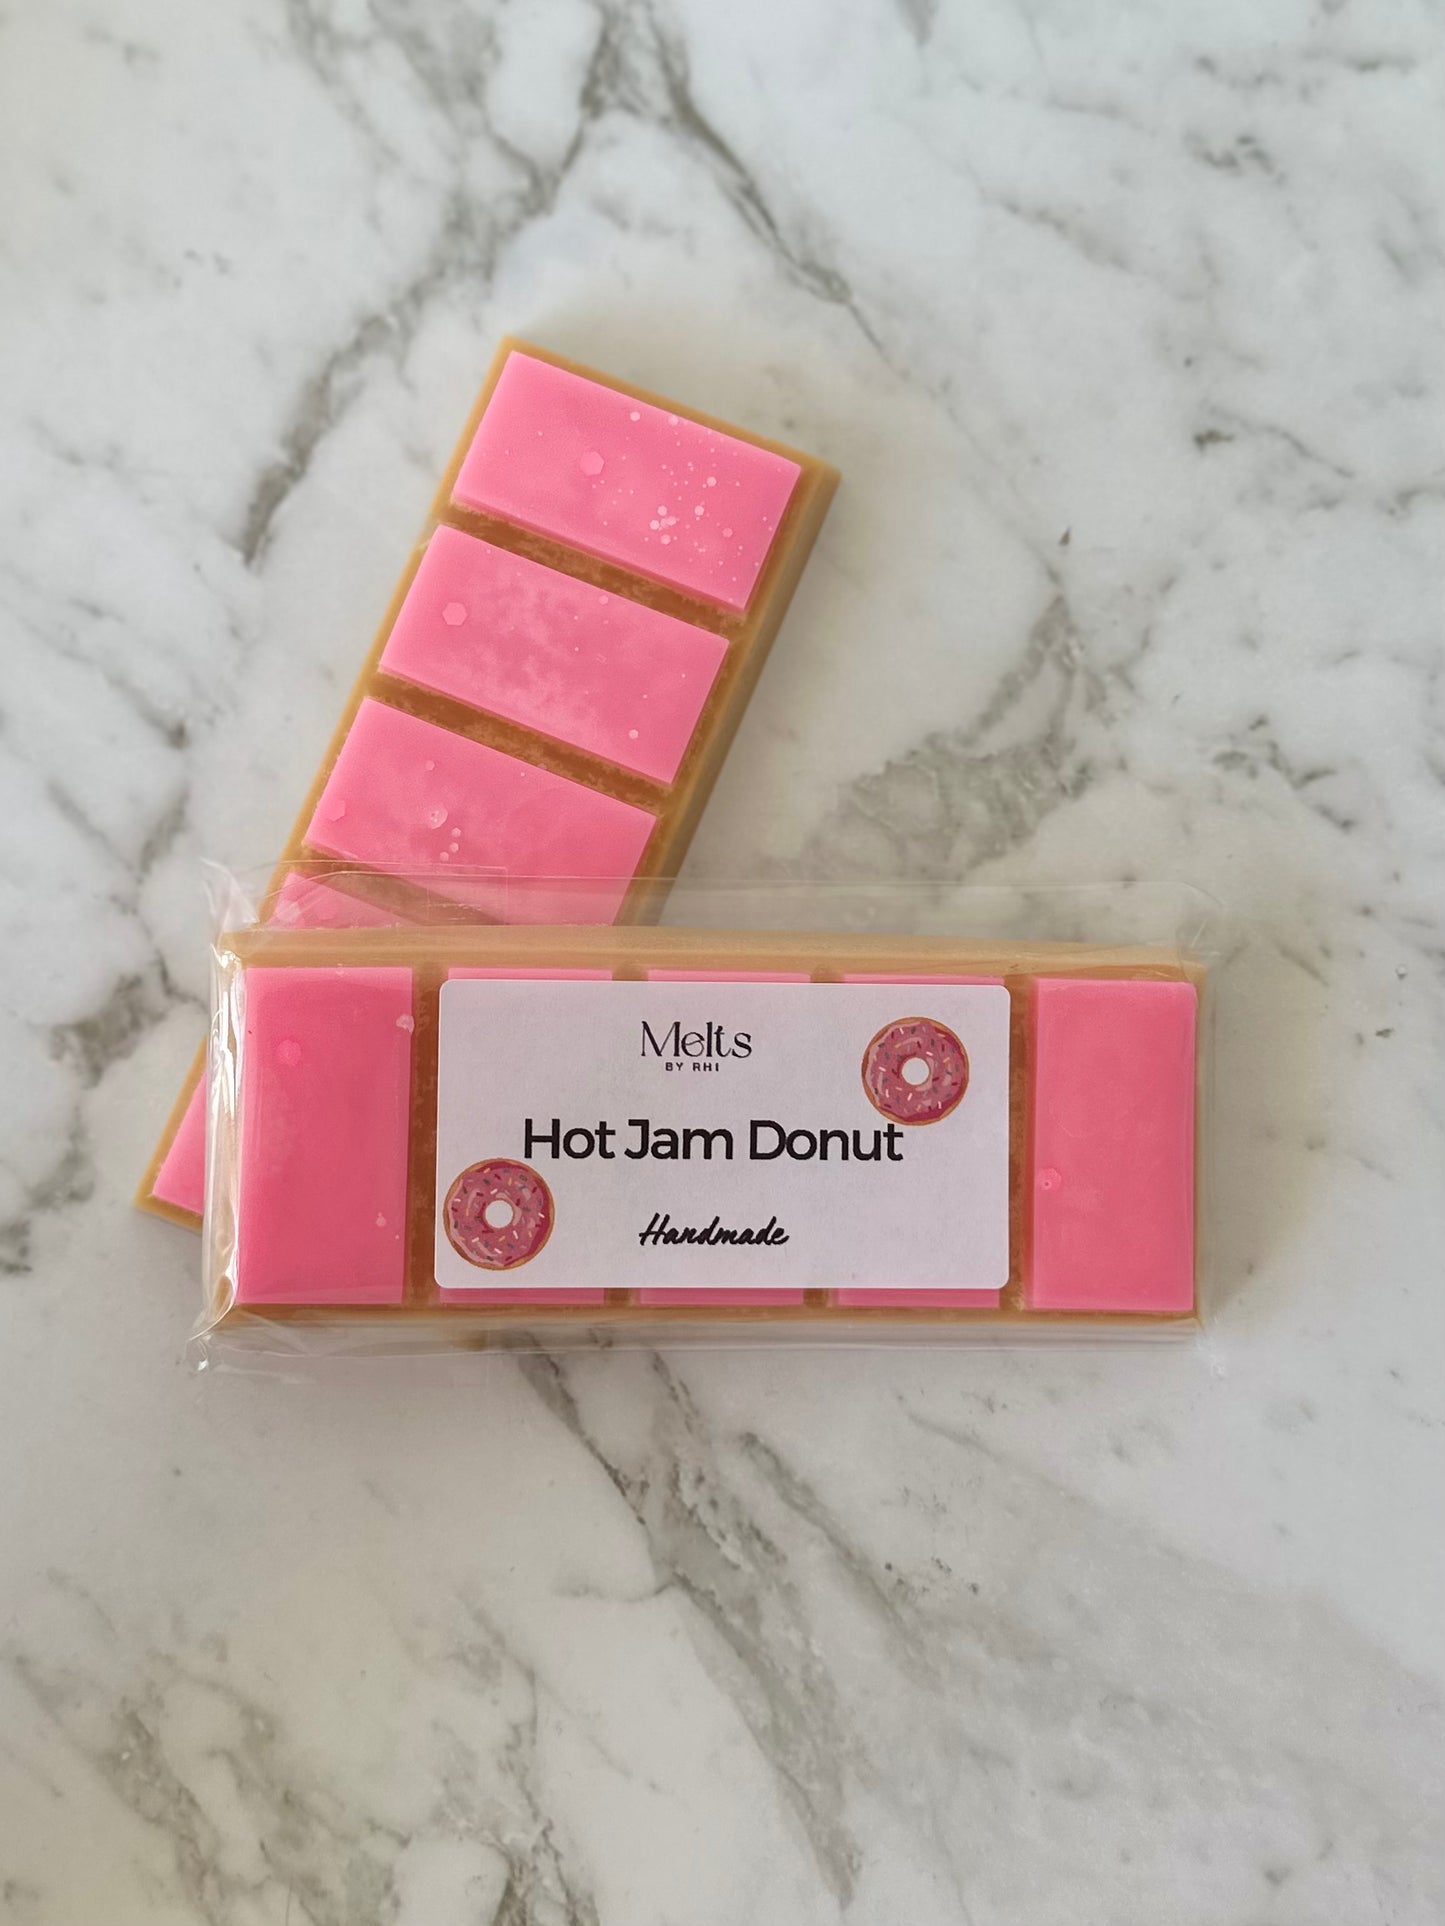 Melts
BY RHI
Hot Jam Donut
Handmade